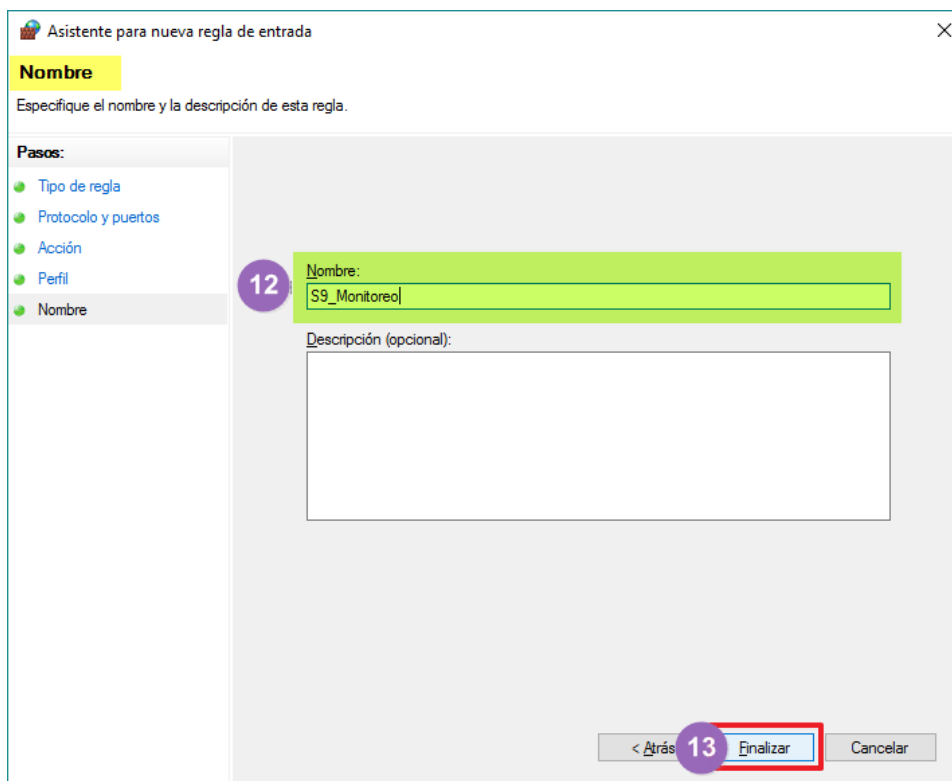 Asistente para nueva regla de entrada
Nombre
Especifique el nombre y la descripción de esta regla.
Pasos:
Tipo de regla
Protocolo y puertos
Acción
Perfil
Nombre
12
Nombre:
S9_Monitoreo
Descripción (opcional):
< Atrás
13
Finalizar
Cancelar